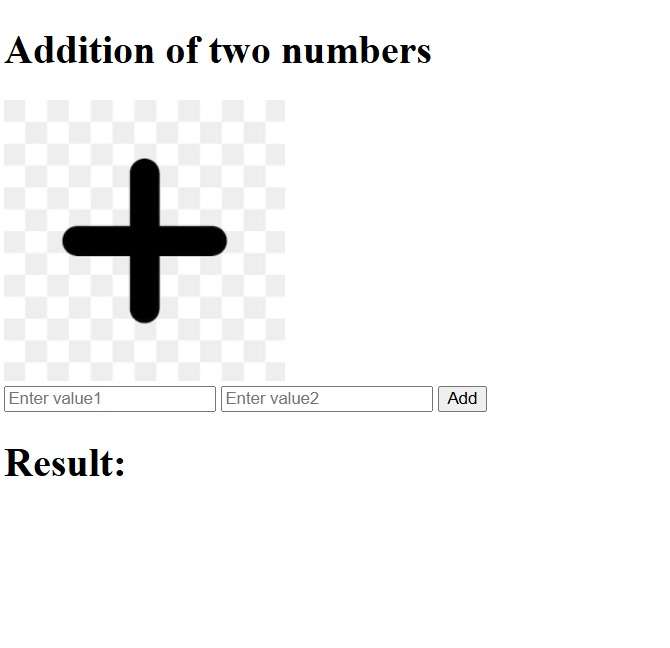 Addition of two numbers
Enter value1 Enter value2 Add
Result: